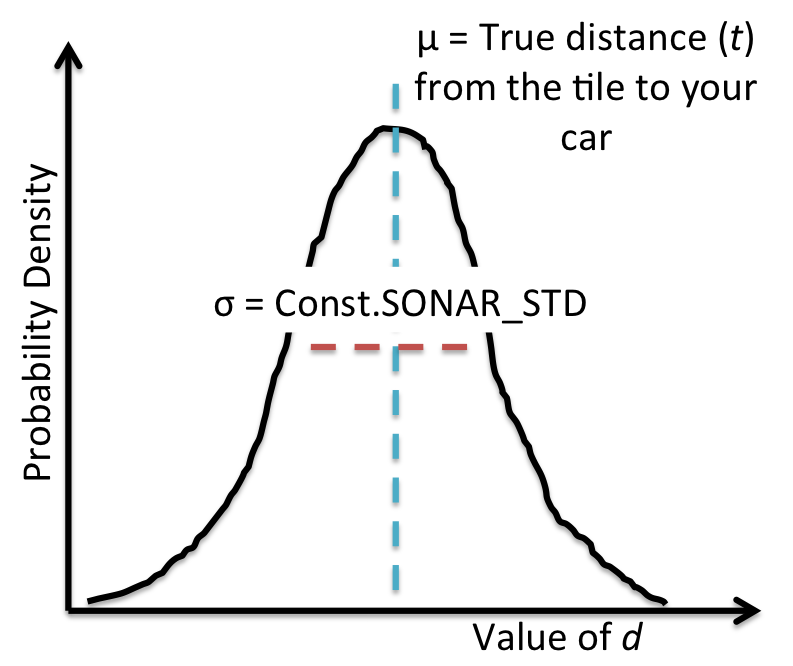 μ = True distance (t)
from the tile to your
car
Probability Density
σ = Const.SONAR_STD
Value of d